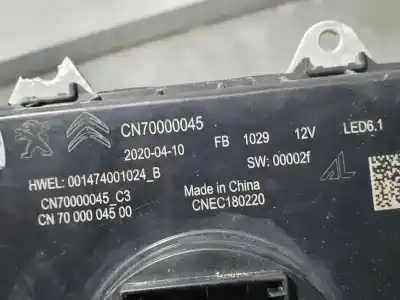 CN70000045
2020-04-10 FB 1029 12V LED6.1
HWEL: 001474001024_B SW: 00002f
CN70000045_C3 Made in China
CN 70 000 045 00 CNEC180220
AL